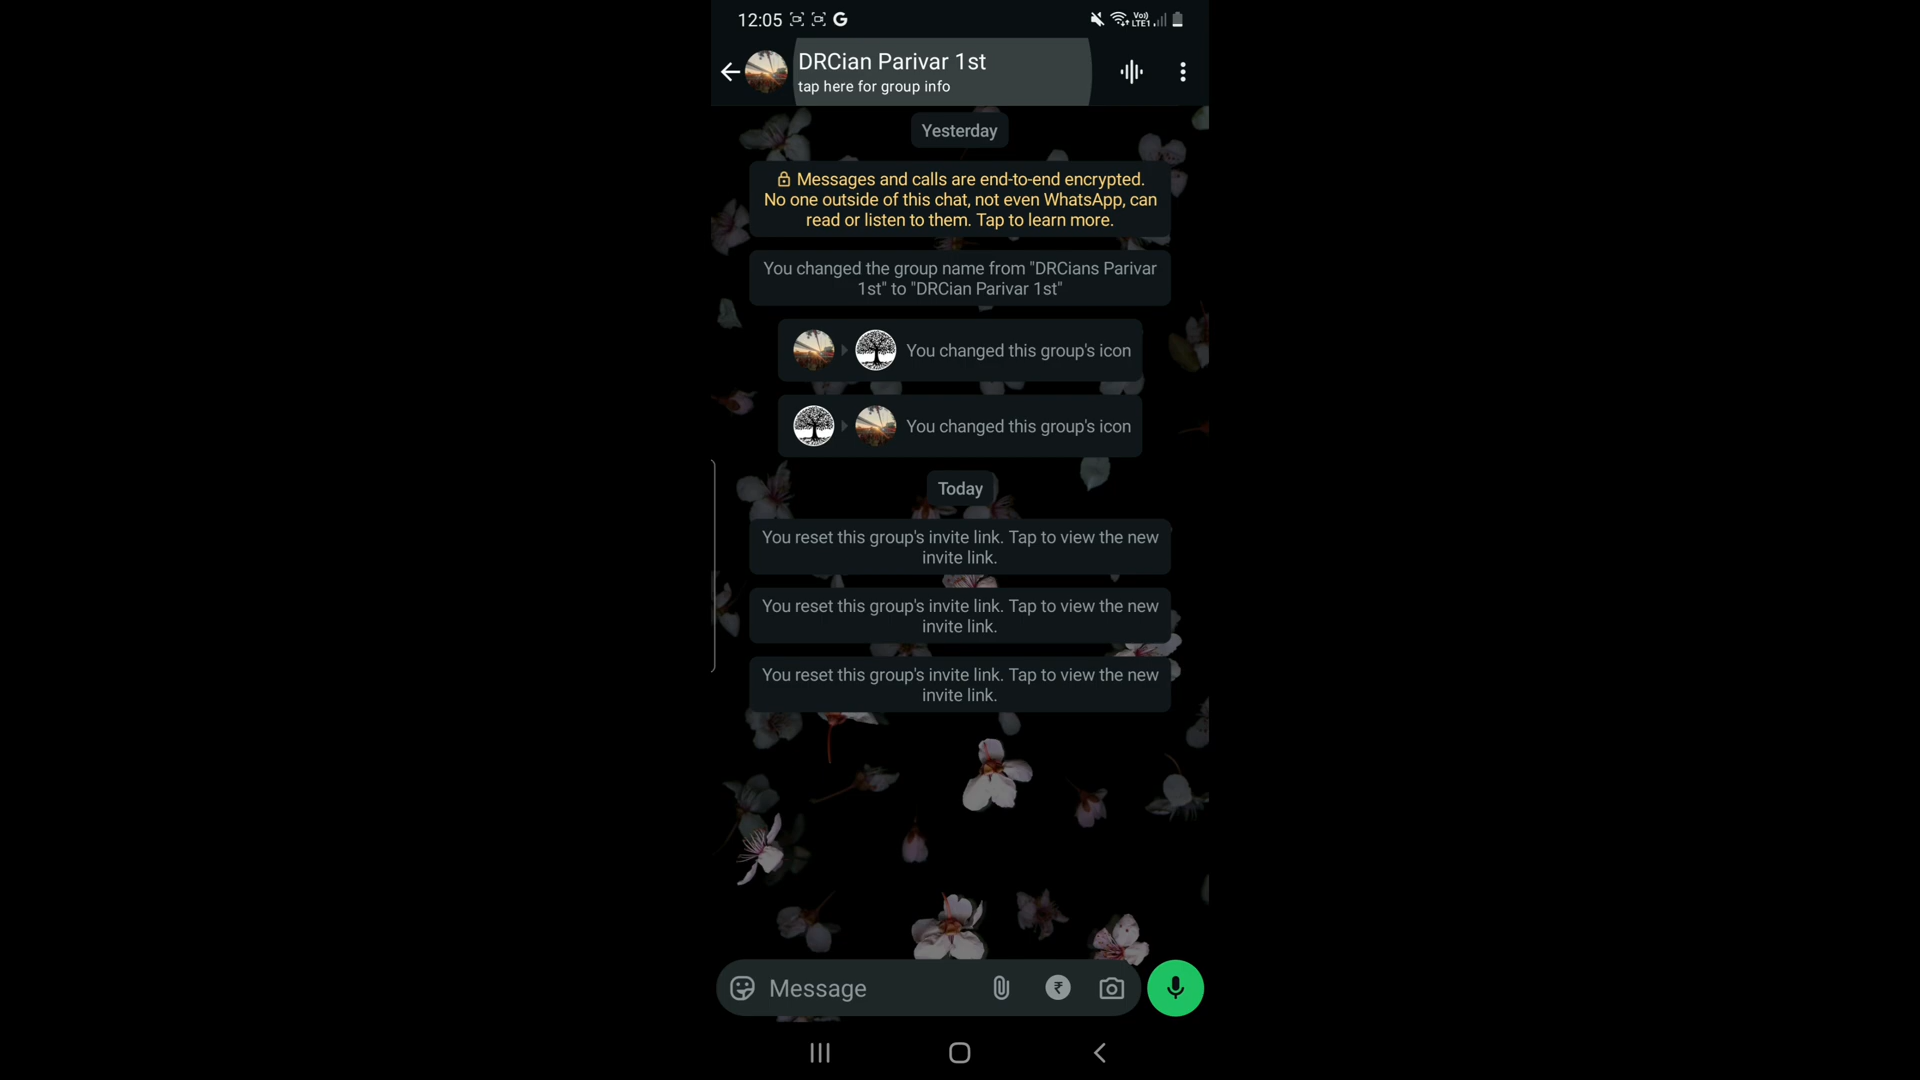 12:05
Vo)
LTE1
DRCian Parivar 1st
tap here for group info
Yesterday
Messages and calls are end-to-end encrypted.
No one outside of this chat, not even WhatsApp, can
read or listen to them. Tap to learn more.
You changed the group name from "DRCians Parivar
1st" to "DRCian Parivar 1st"
You changed this group's icon
You changed this group's icon
Today
You reset this group's invite link. Tap to view the new
invite link.
You reset this group's invite link. Tap to view the new
invite link.
You reset this group's invite link. Tap to view the new
invite link.
Message